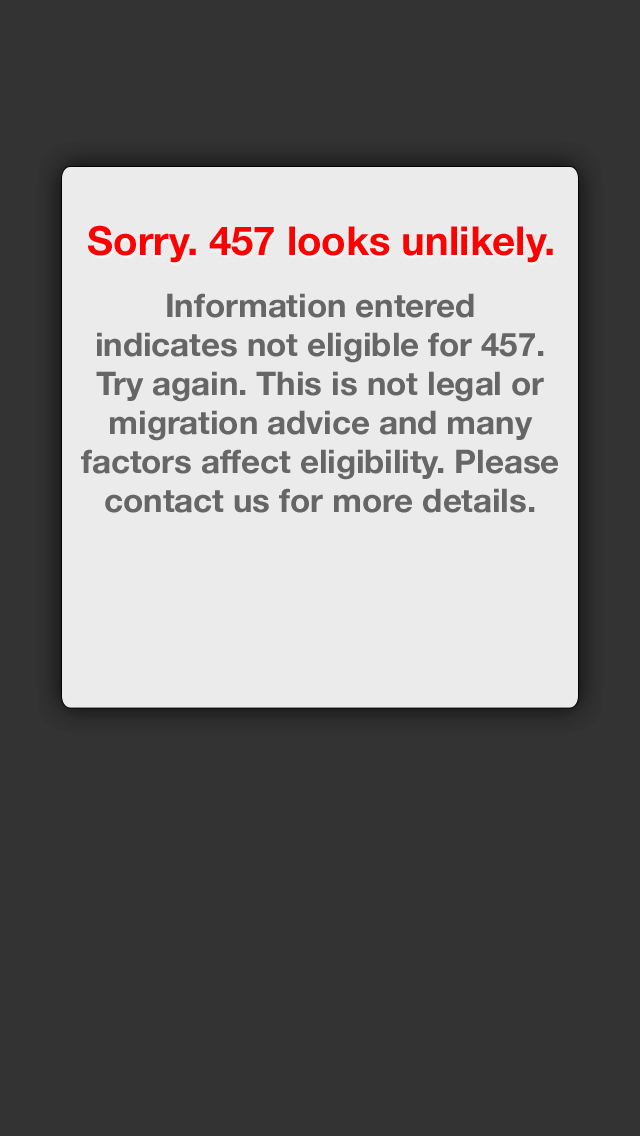 Sorry. 457 looks unlikely.
Information entered
indicates not eligible for 457.
Try again. This is not legal or
migration advice and many
factors affect eligibility. Please
contact us for more details.